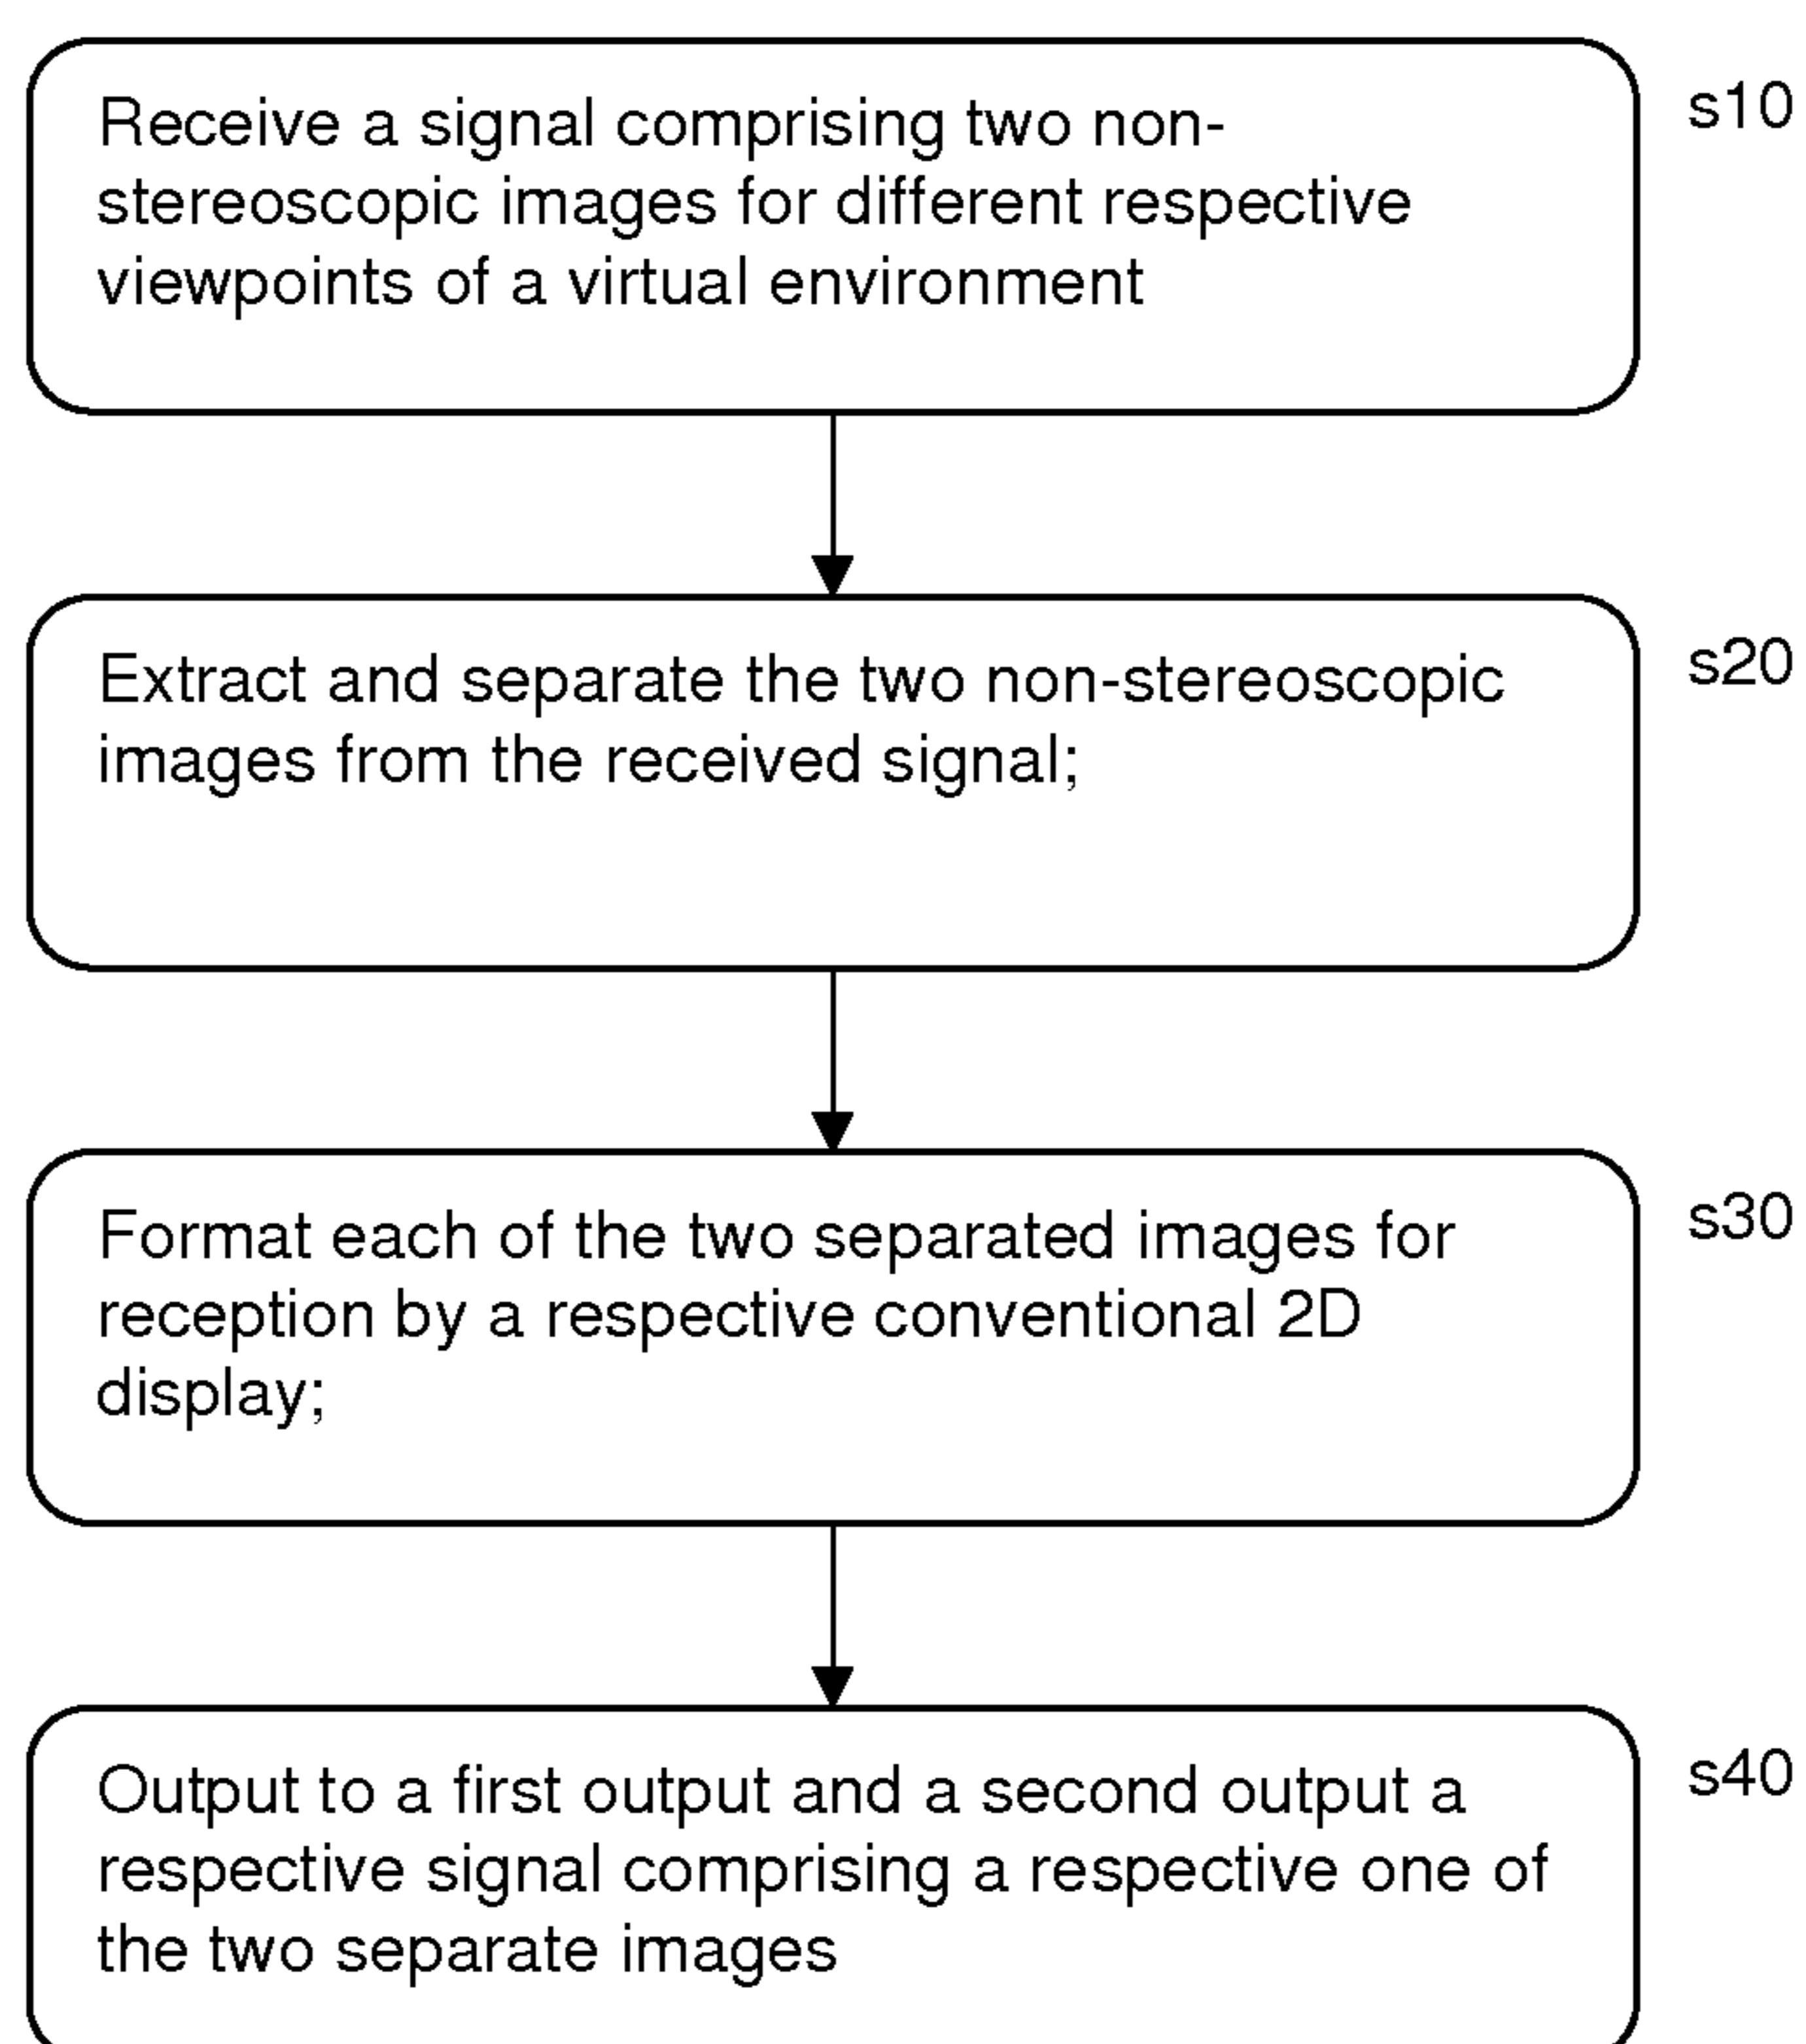 Receive a signal comprising two non-
stereoscopic images for different respective
viewpoints of a virtual environment
s10
Extract and separate the two non-stereoscopic
images from the received signal;
s20
Format each of the two separated images for
reception by a respective conventional 2D
display;
s30
Output to a first output and a second output a
respective signal comprising a respective one of
the two separate images
s40